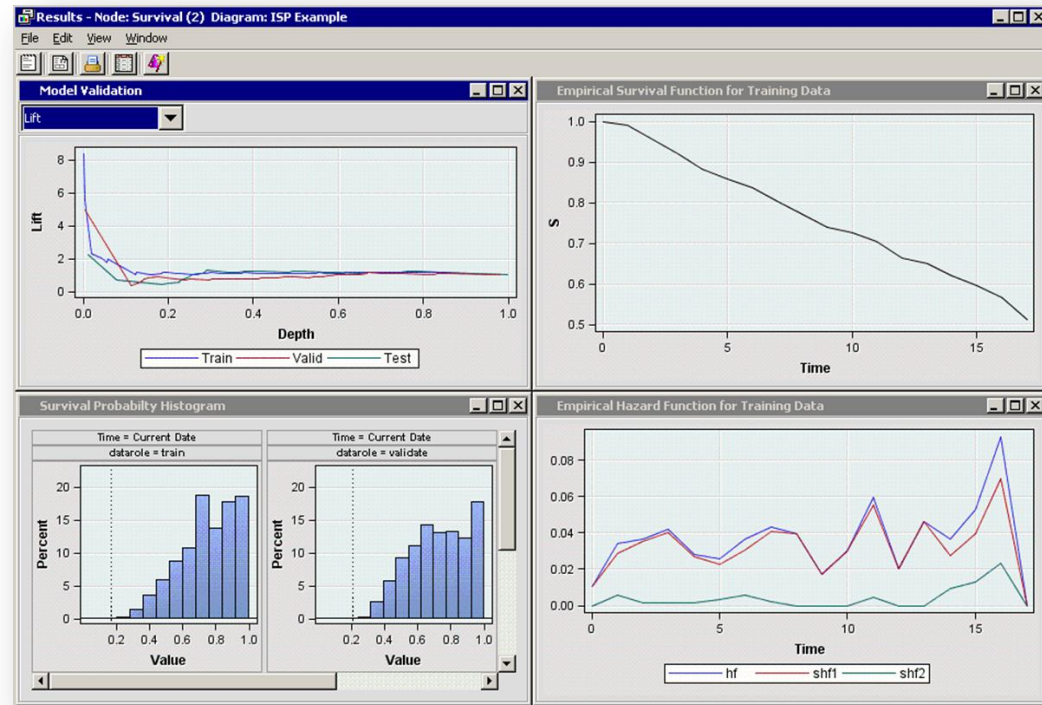 Results - Node: Survival (2) Diagram: ISP Example
File Edit View Window
Model Validation
Lift
8
6
4
2
0
Lift
0.0 0.2 0.4 0.6 0.8 1.0
Depth
Train Valid Test
Empirical Survival Function for Training Data
1.0
0.9
0.8
0.7
0.6
0.5
S
0 5 10 15
Time
Survival Probabilty Histogram
Time = Current Date
datarole = train
20
15
10
5
0
Percent
0.2 0.4 0.6 0.8 1.0
Value
Time = Current Date
datarole = validate
20
15
10
5
0
Percent
0.2 0.4 0.6 0.8 1.0
Value
Empirical Hazard Function for Training Data
0.08
0.06
0.04
0.02
0.00
0 5 10 15
Time
hf shf1 shf2